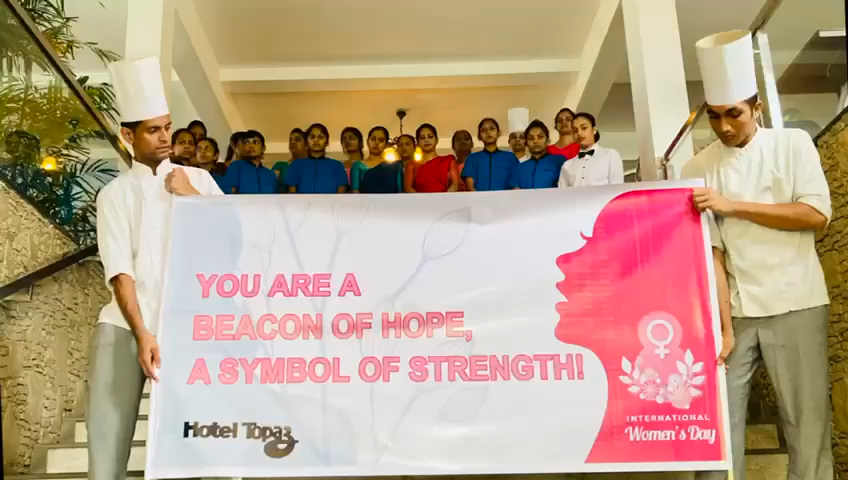 YOU ARE A
BEACON OF HOPE,
A SYMBOL OF STRENGTH!
Hotel Topaz
INTERNATIONAL
Women's Day